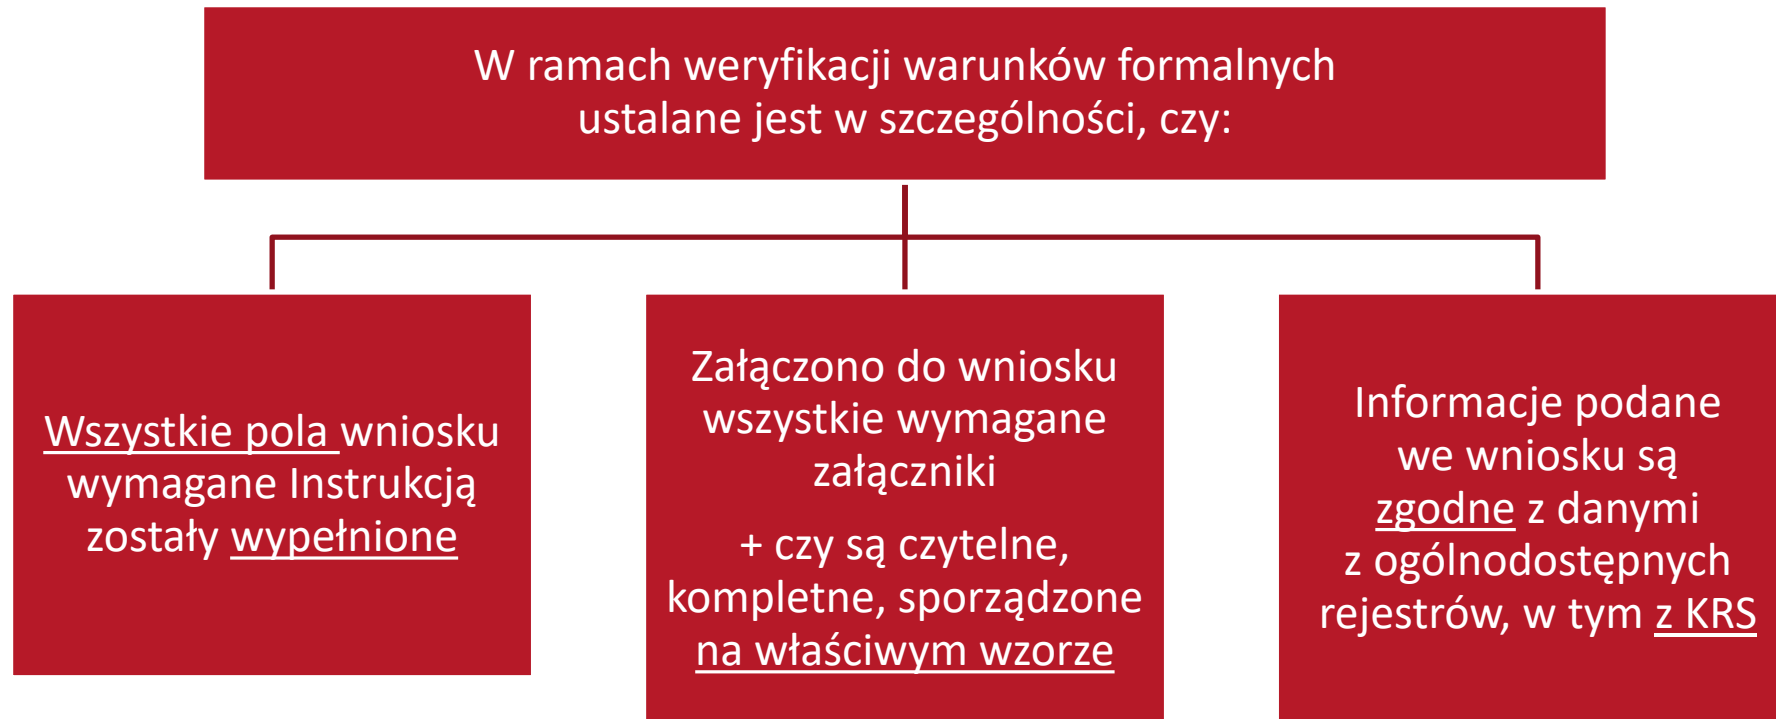 W ramach weryfikacji warunków formalnych
ustalane jest w szczególności, czy:
Wszystkie pola wniosku
wymagane Instrukcją
zostały wypełnione
Załączono do wniosku
wszystkie wymagane
załączniki
+ czy są czytelne,
kompletne, sporządzone
na właściwym wzorze
Informacje podane
we wniosku są
zgodne z danymi
z ogólnodostępnych
rejestrów, w tym z KRS